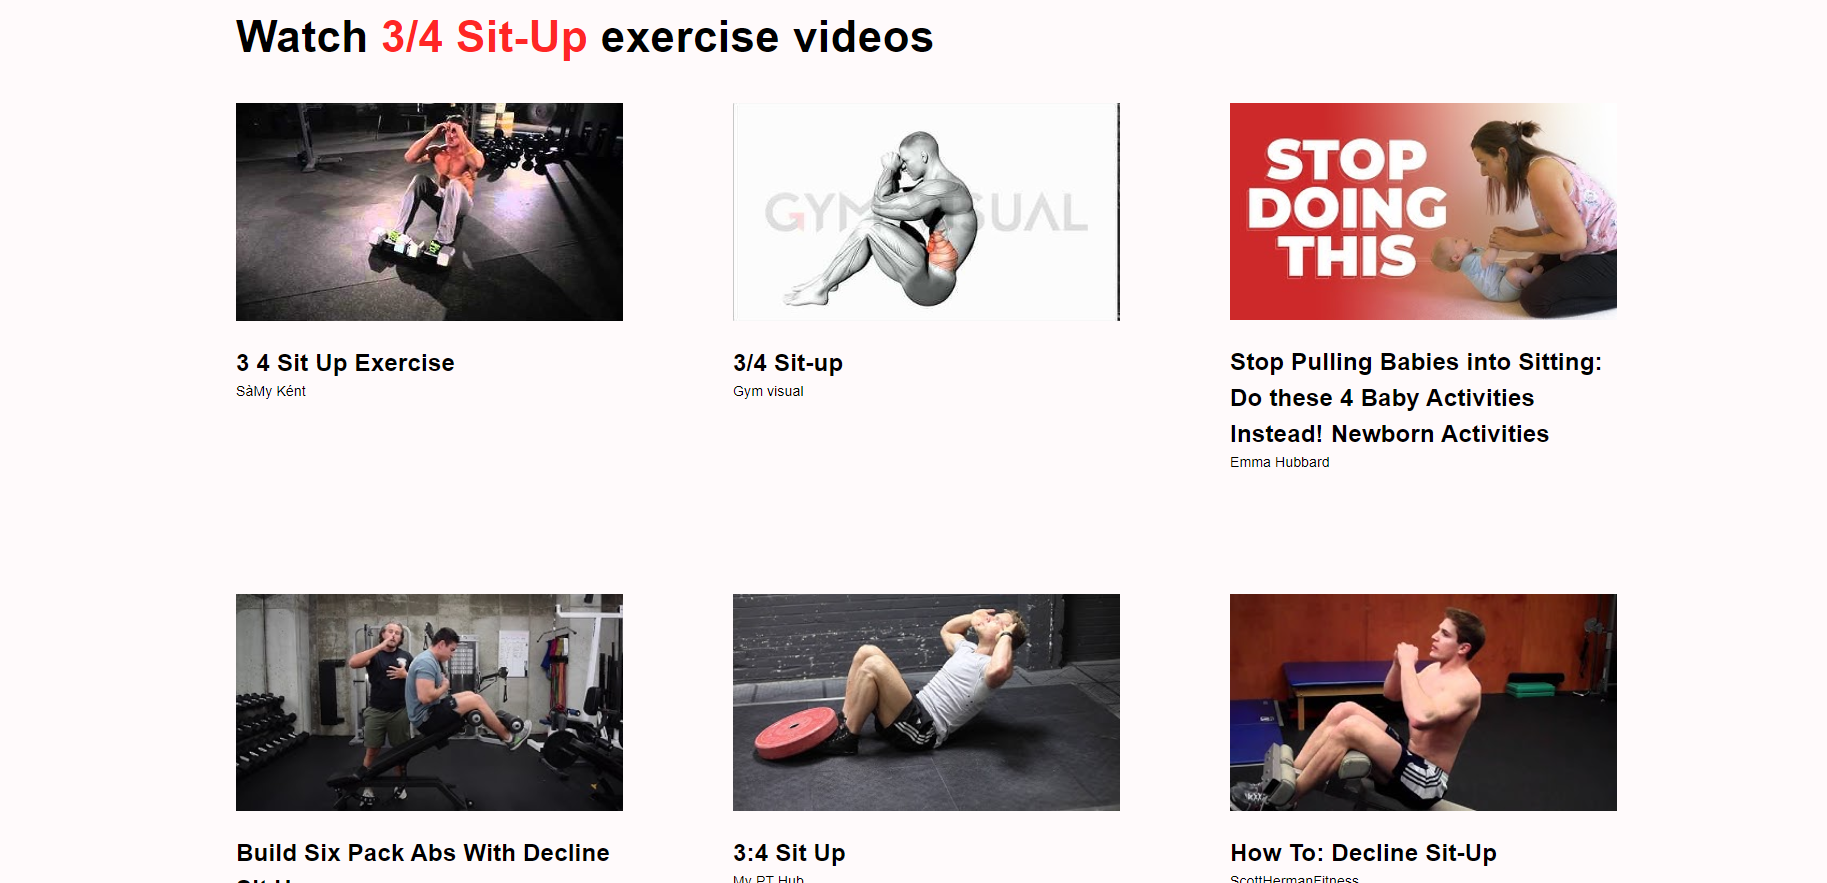 Watch 3/4 Sit-Up exercise videos
GYM VISUAL
STOP
DOING
THIS
3 4 Sit Up Exercise
SàMy Ként
3/4 Sit-up
Gym visual
Stop Pulling Babies into Sitting:
Do these 4 Baby Activities
Instead! Newborn Activities
Emma Hubbard
Build Six Pack Abs With Decline
Sit Up
3:4 Sit Up
My PT Hub
How To: Decline Sit-Up
ScottHermanFitness